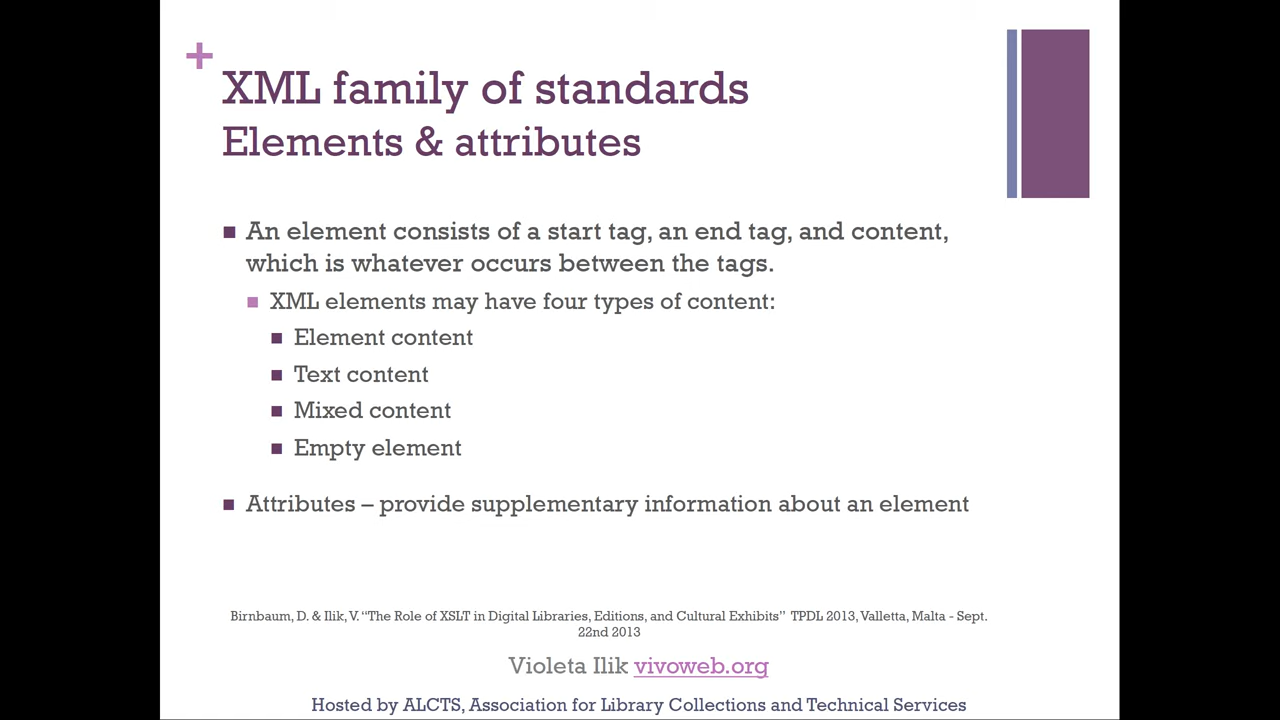 +
XML family of standards
Elements & attributes
■ An element consists of a start tag, an end tag, and content,
which is whatever occurs between the tags.
■ XML elements may have four types of content:
■ Element content
■ Text content
■ Mixed content
■ Empty element
■ Attributes – provide supplementary information about an element
Birnbaum, D. & Ilik, V. “The Role of XSLT in Digital Libraries, Editions, and Cultural Exhibits” TPDL 2013, Valletta, Malta - Sept.
22nd 2013
Violeta Ilik vivoweb.org
Hosted by ALCTS, Association for Library Collections and Technical Services